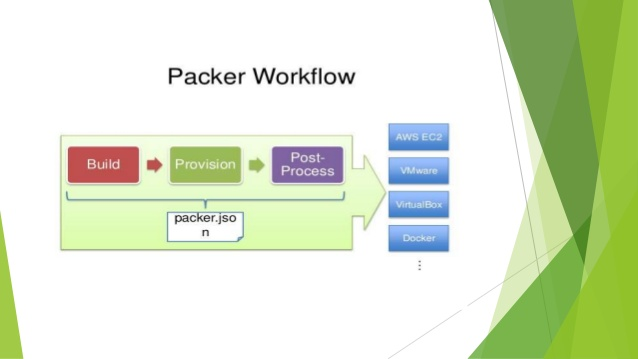 Packer Workflow
Build
Provision
Post-
Process
packer.jso
n
AWS EC2
VMware
VirtualBox
Docker
⋮